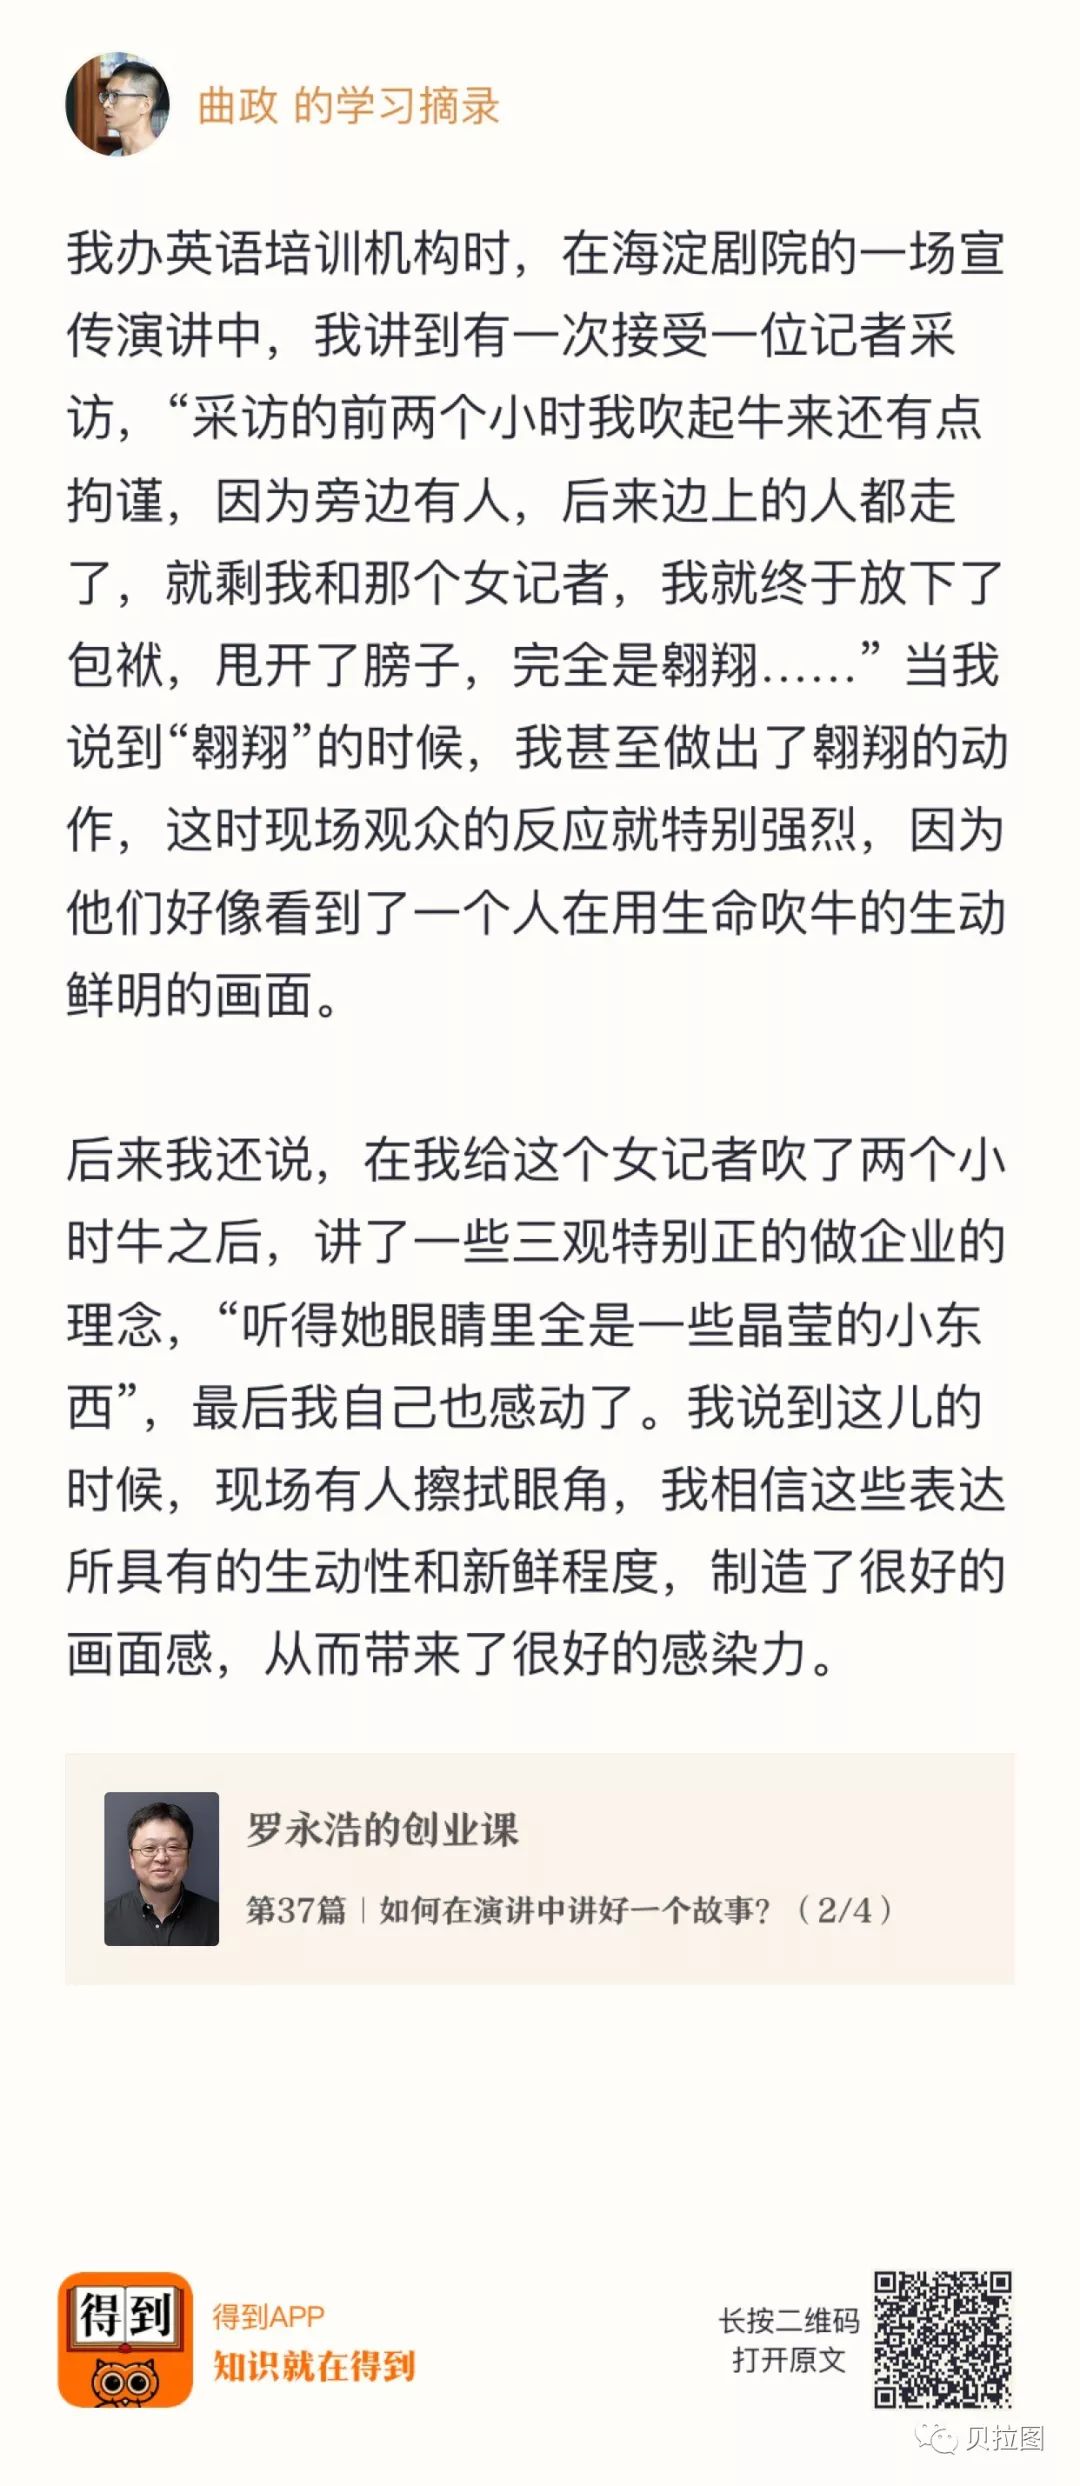 曲政 的学习摘录
我办英语培训机构时，在海淀剧院的一场宣
传演讲中，我讲到有一次接受一位记者采
访，“采访的前两个小时我吹起牛来还有点
拘谨，因为旁边有人，后来边上的人都走
了，就剩我和那个女记者，我就终于放下了
包袱，甩开了膀子，完全是翱翔……” 当我
说到“翱翔”的时候，我甚至做出了翱翔的动
作，这时现场观众的反应就特别强烈，因为
他们好像看到了一个人在用生命吹牛的生动
鲜明的画面。
后来我还说，在我给这个女记者吹了两个小
时牛之后，讲了一些三观特别正的做企业的
理念，“听得她眼睛里全是一些晶莹的小东
西”，最后我自己也感动了。我说到这儿的
时候，现场有人擦拭眼角，我相信这些表达
所具有的生动性和新鲜程度，制造了很好的
画面感，从而带来了很好的感染力。
罗永浩的创业课
第37篇｜如何在演讲中讲好一个故事？（2/4）
得到
得到APP
知识就在得到
长按二维码
打开原文
贝拉图